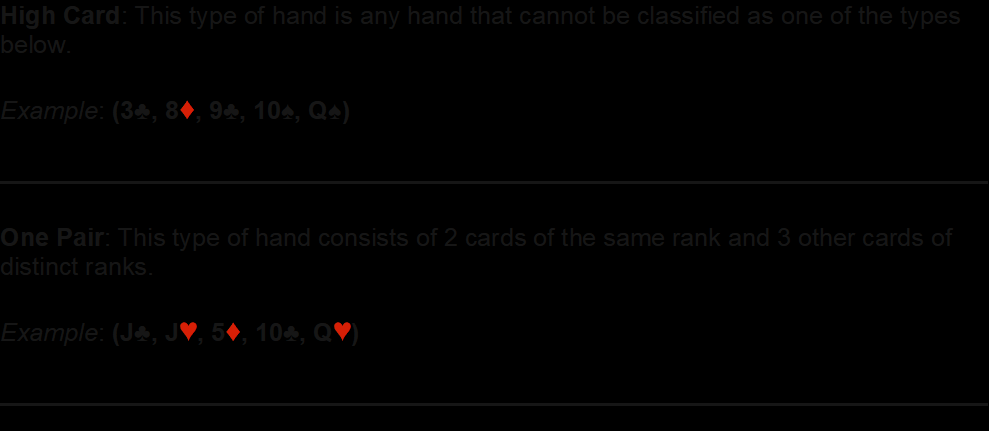 High Card: This type of hand is any hand that cannot be classified as one of the types
below.
Example: (3♣, 8♦, 9♣, 10♠, Q♠)
One Pair: This type of hand consists of 2 cards of the same rank and 3 other cards of
distinct ranks.
Example: (J♣, J♥, 5♦, 10♣, Q♥)